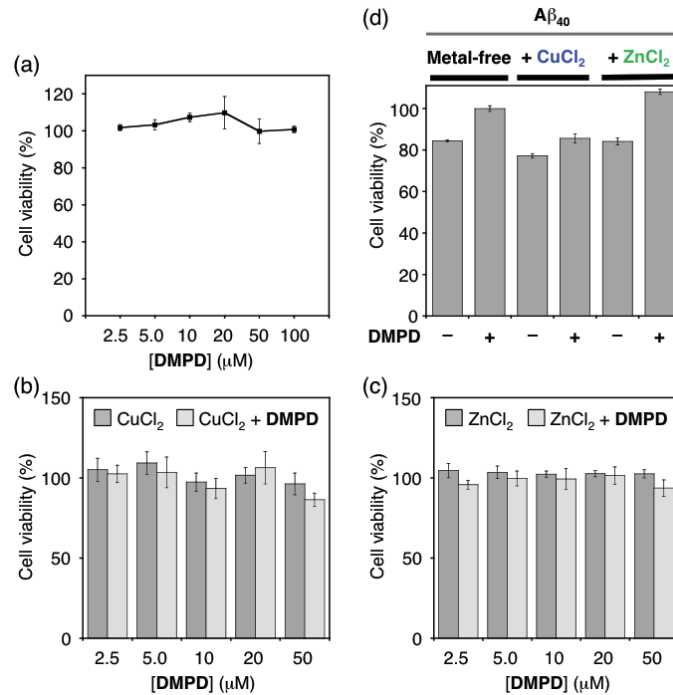 (a)
120
100
80
60
40
20
0
Cell viability (%)
2.5 5.0 10 20 50 100
[DMPD] (μM)
(d)
Aβ40
Metal-free + CuCl2 + ZnCl2
100
80
60
40
20
0
Cell viability (%)
DMPD – + – + – +
(b)
150
100
50
0
Cell viability (%)
CuCl2 CuCl2 + DMPD
2.5 5.0 10 20 50
[DMPD] (μM)
(c)
150
100
50
0
Cell viability (%)
ZnCl2 ZnCl2 + DMPD
2.5 5.0 10 20 50
[DMPD] (μM)